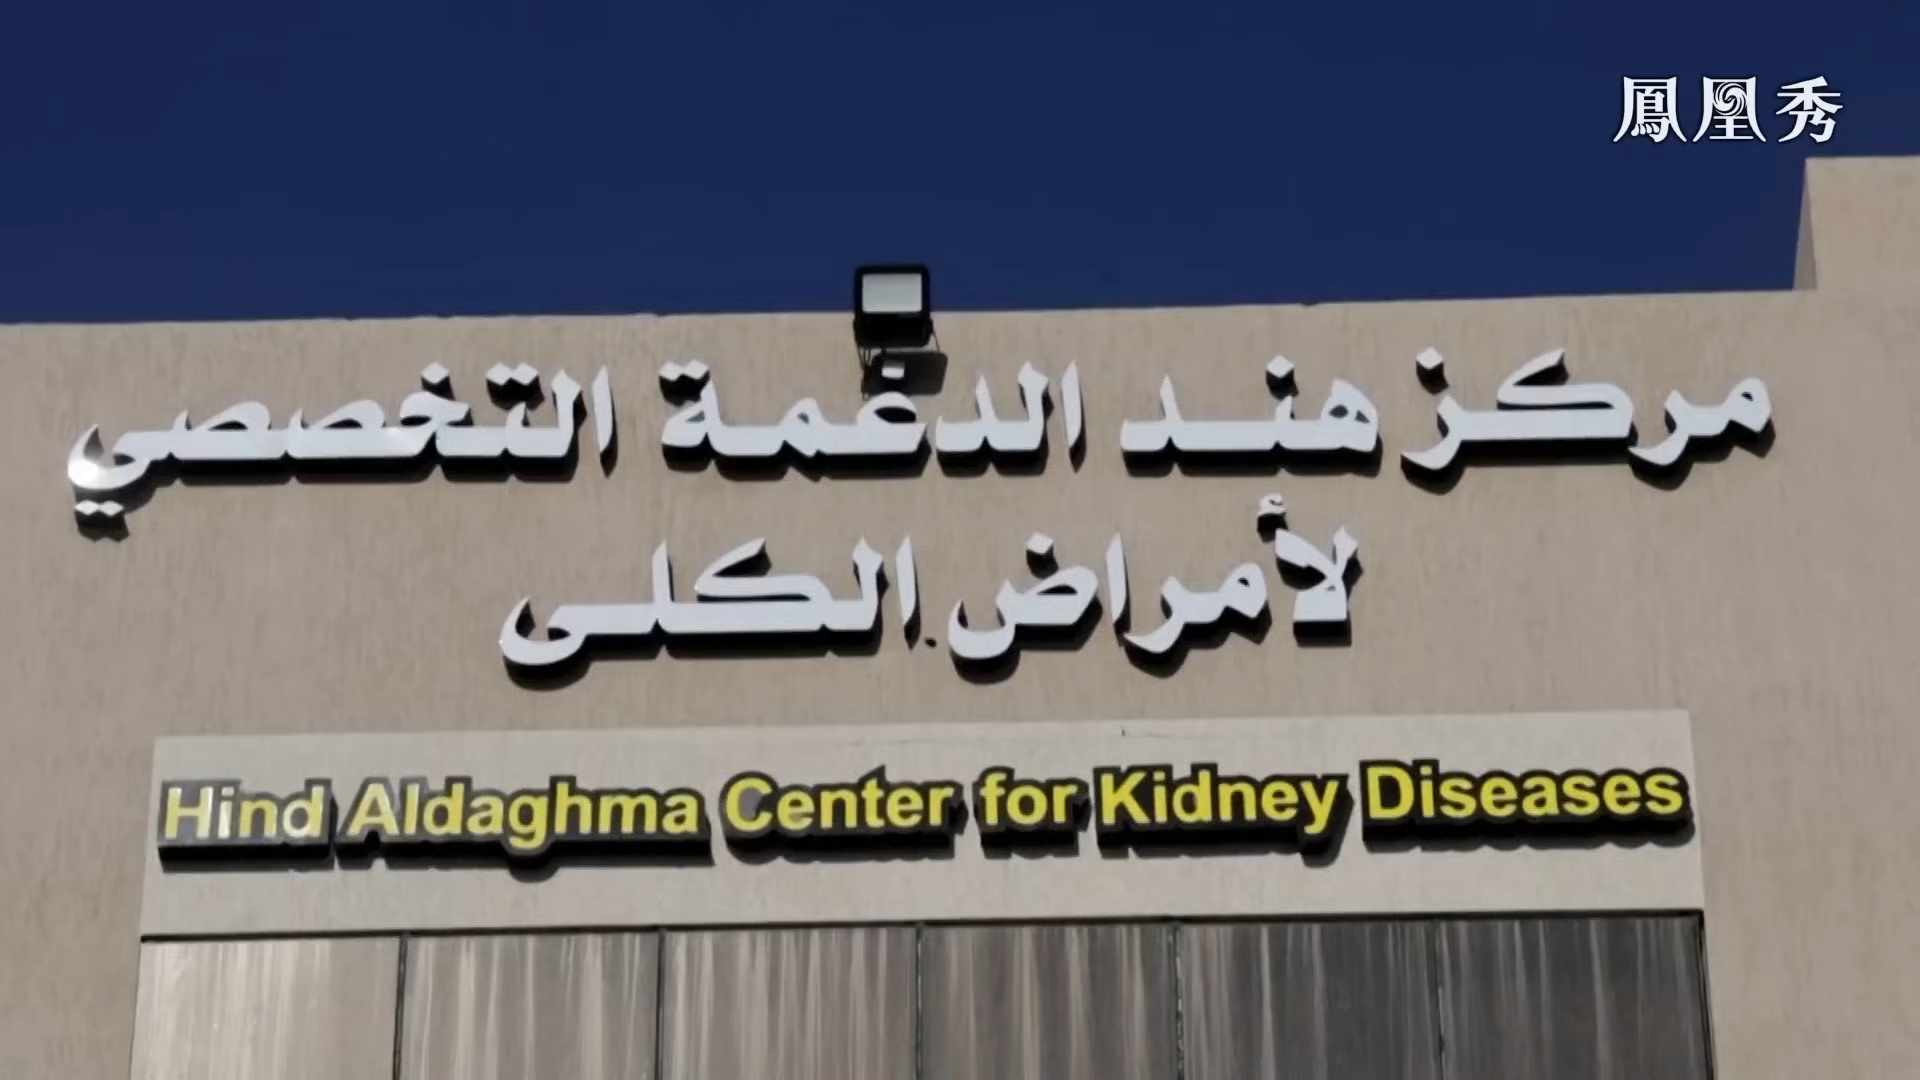 鳳凰秀
مركز هند الدغمة التخصصي
لأمراض الكلى
Hind Aldaghma Center for Kidney Diseases